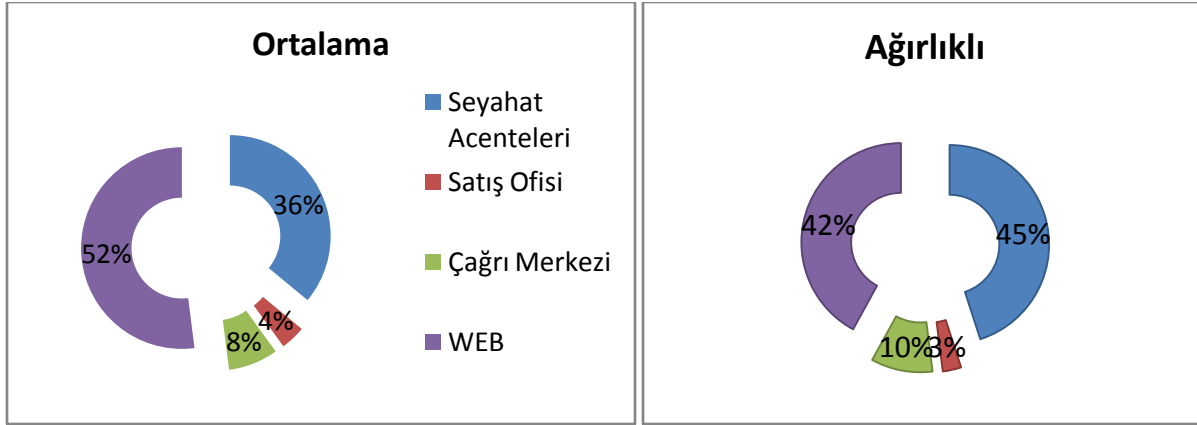 Ortalama
36%
4%
8%
52%
Seyahat
Acenteleri
Satış Ofisi
Çağrı Merkezi
WEB
Ağırlıklı
45%
3%
10%
42%